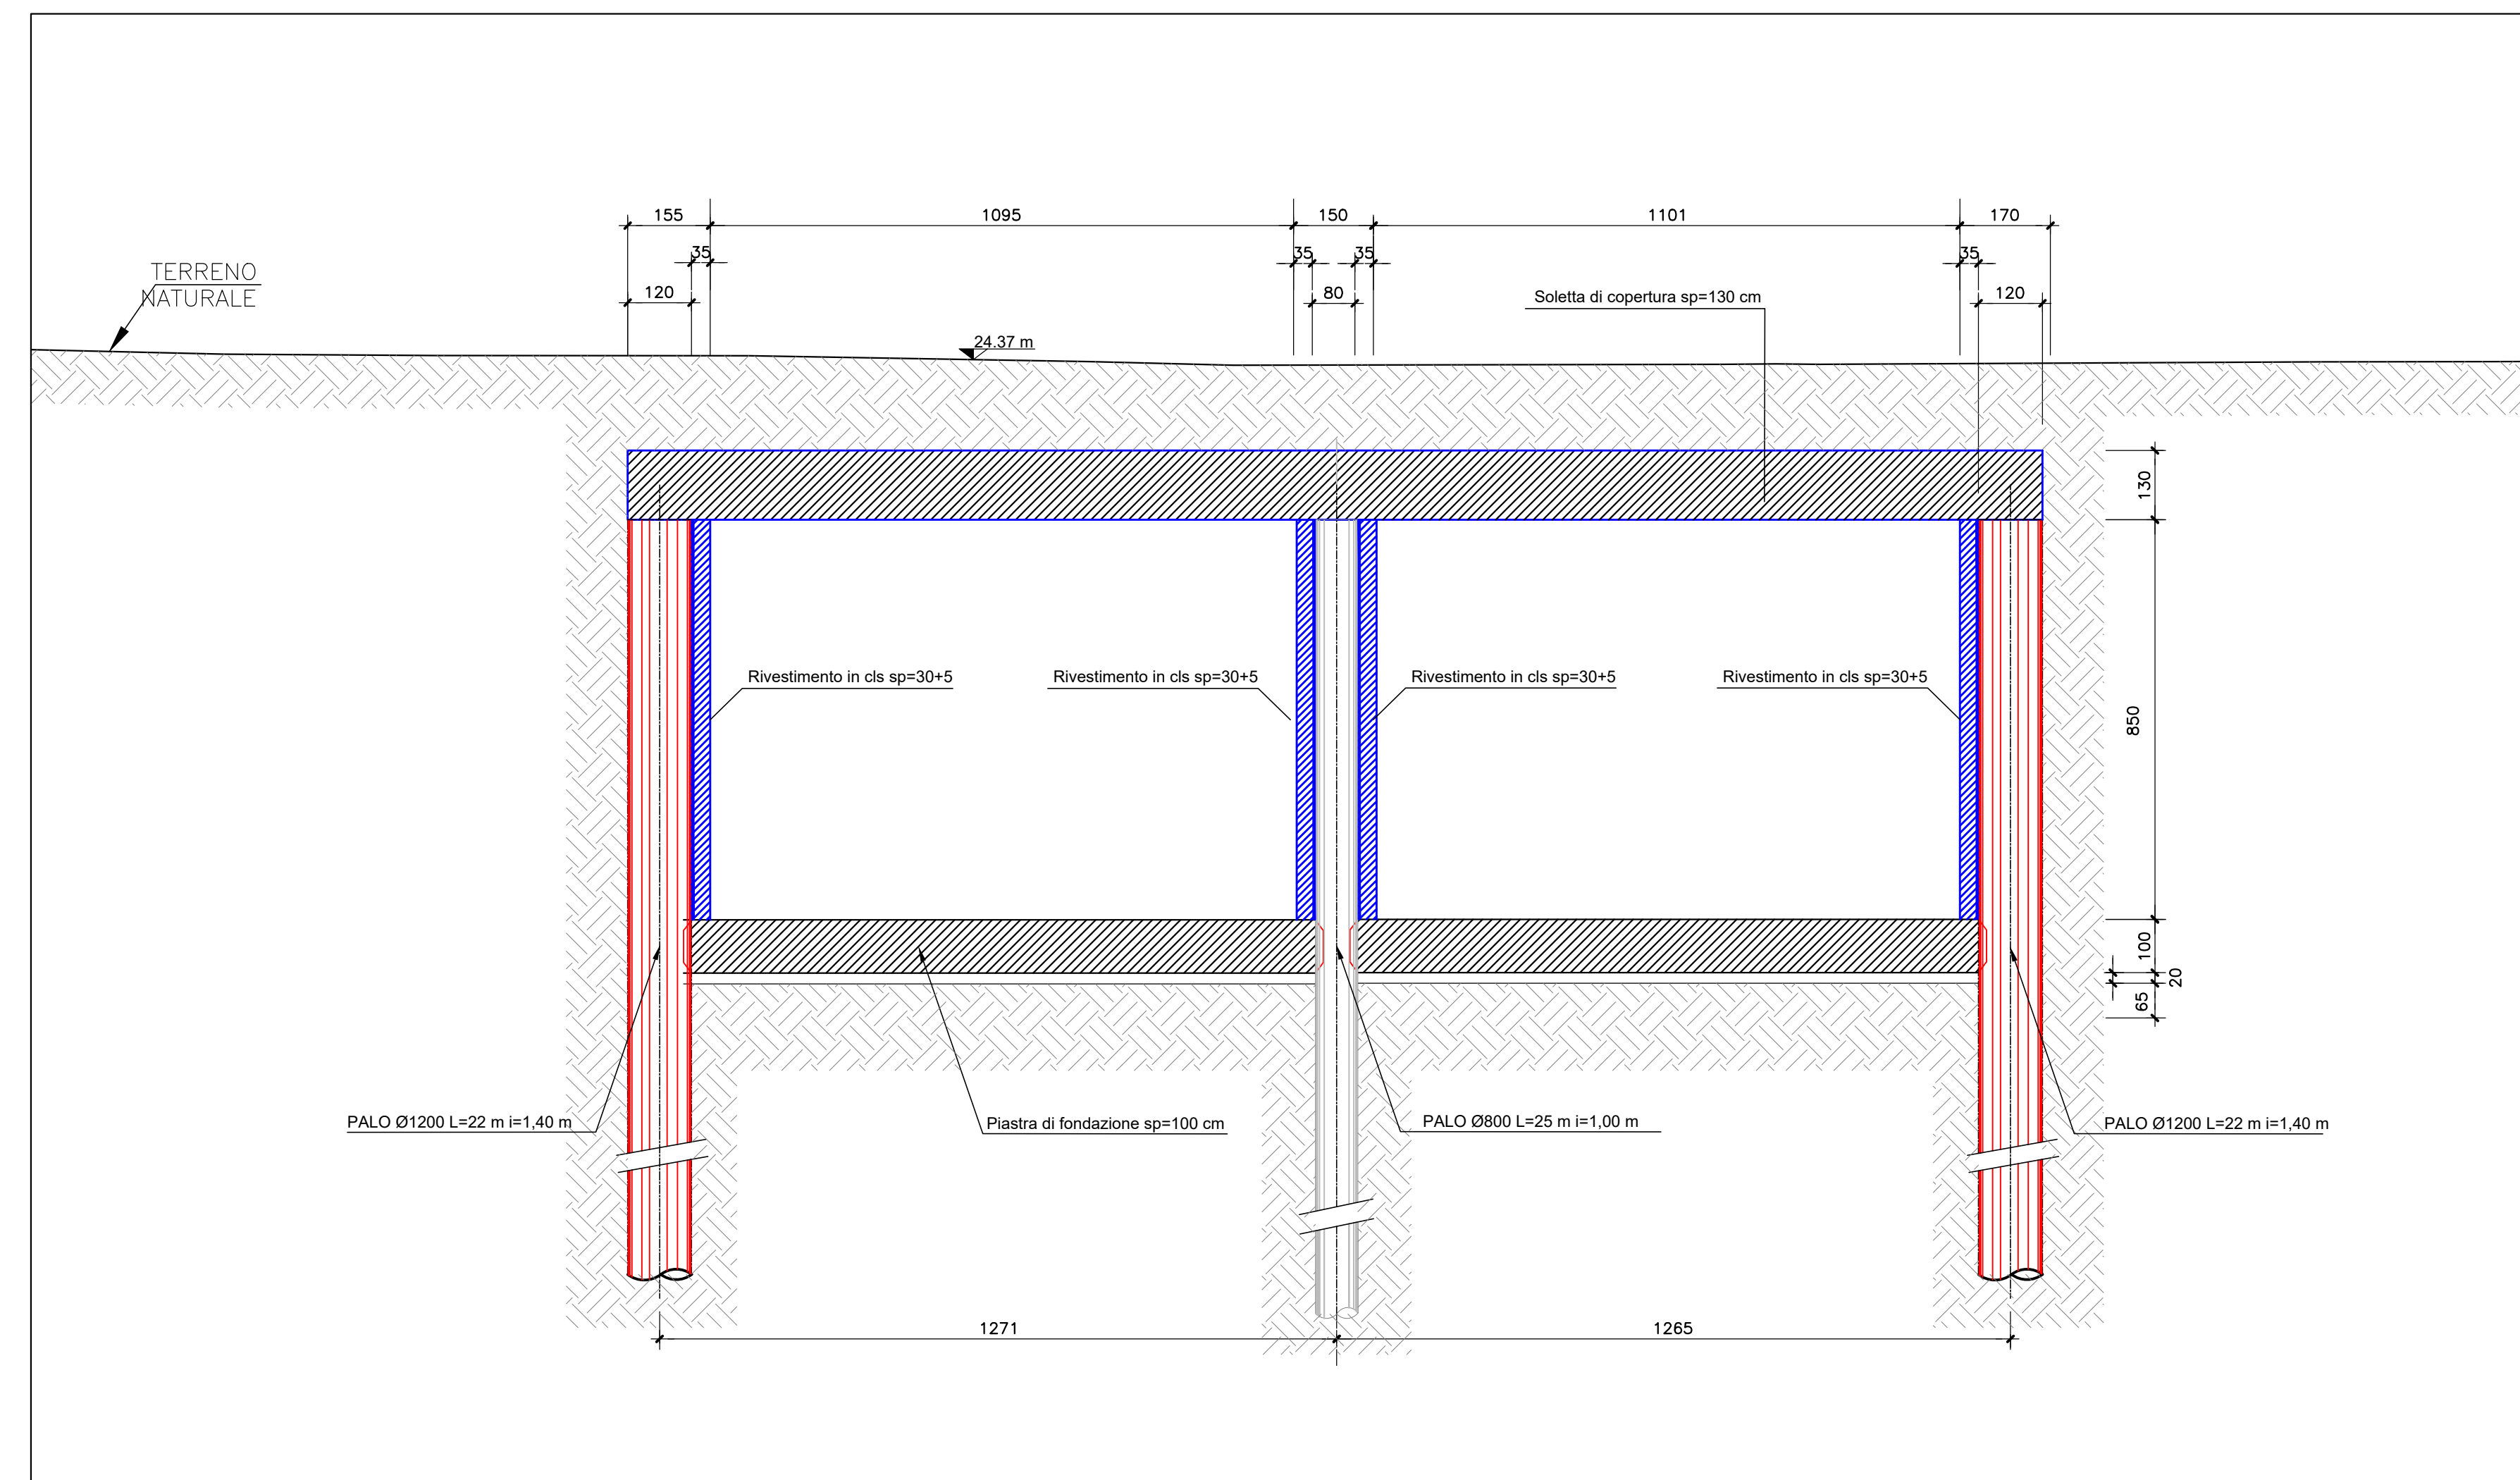 155
1095
150
1101
170
35
35
35
35
120
80
120
TERRENO
NATURALE
Soletta di copertura sp=130 cm
24.37 m
130
Rivestimento in cls sp=30+5
Rivestimento in cls sp=30+5
Rivestimento in cls sp=30+5
Rivestimento in cls sp=30+5
850
100
20
65
PALO Ø1200 L=22 m i=1,40 m
Piastra di fondazione sp=100 cm
PALO Ø800 L=25 m i=1,00 m
PALO Ø1200 L=22 m i=1,40 m
1271
1265